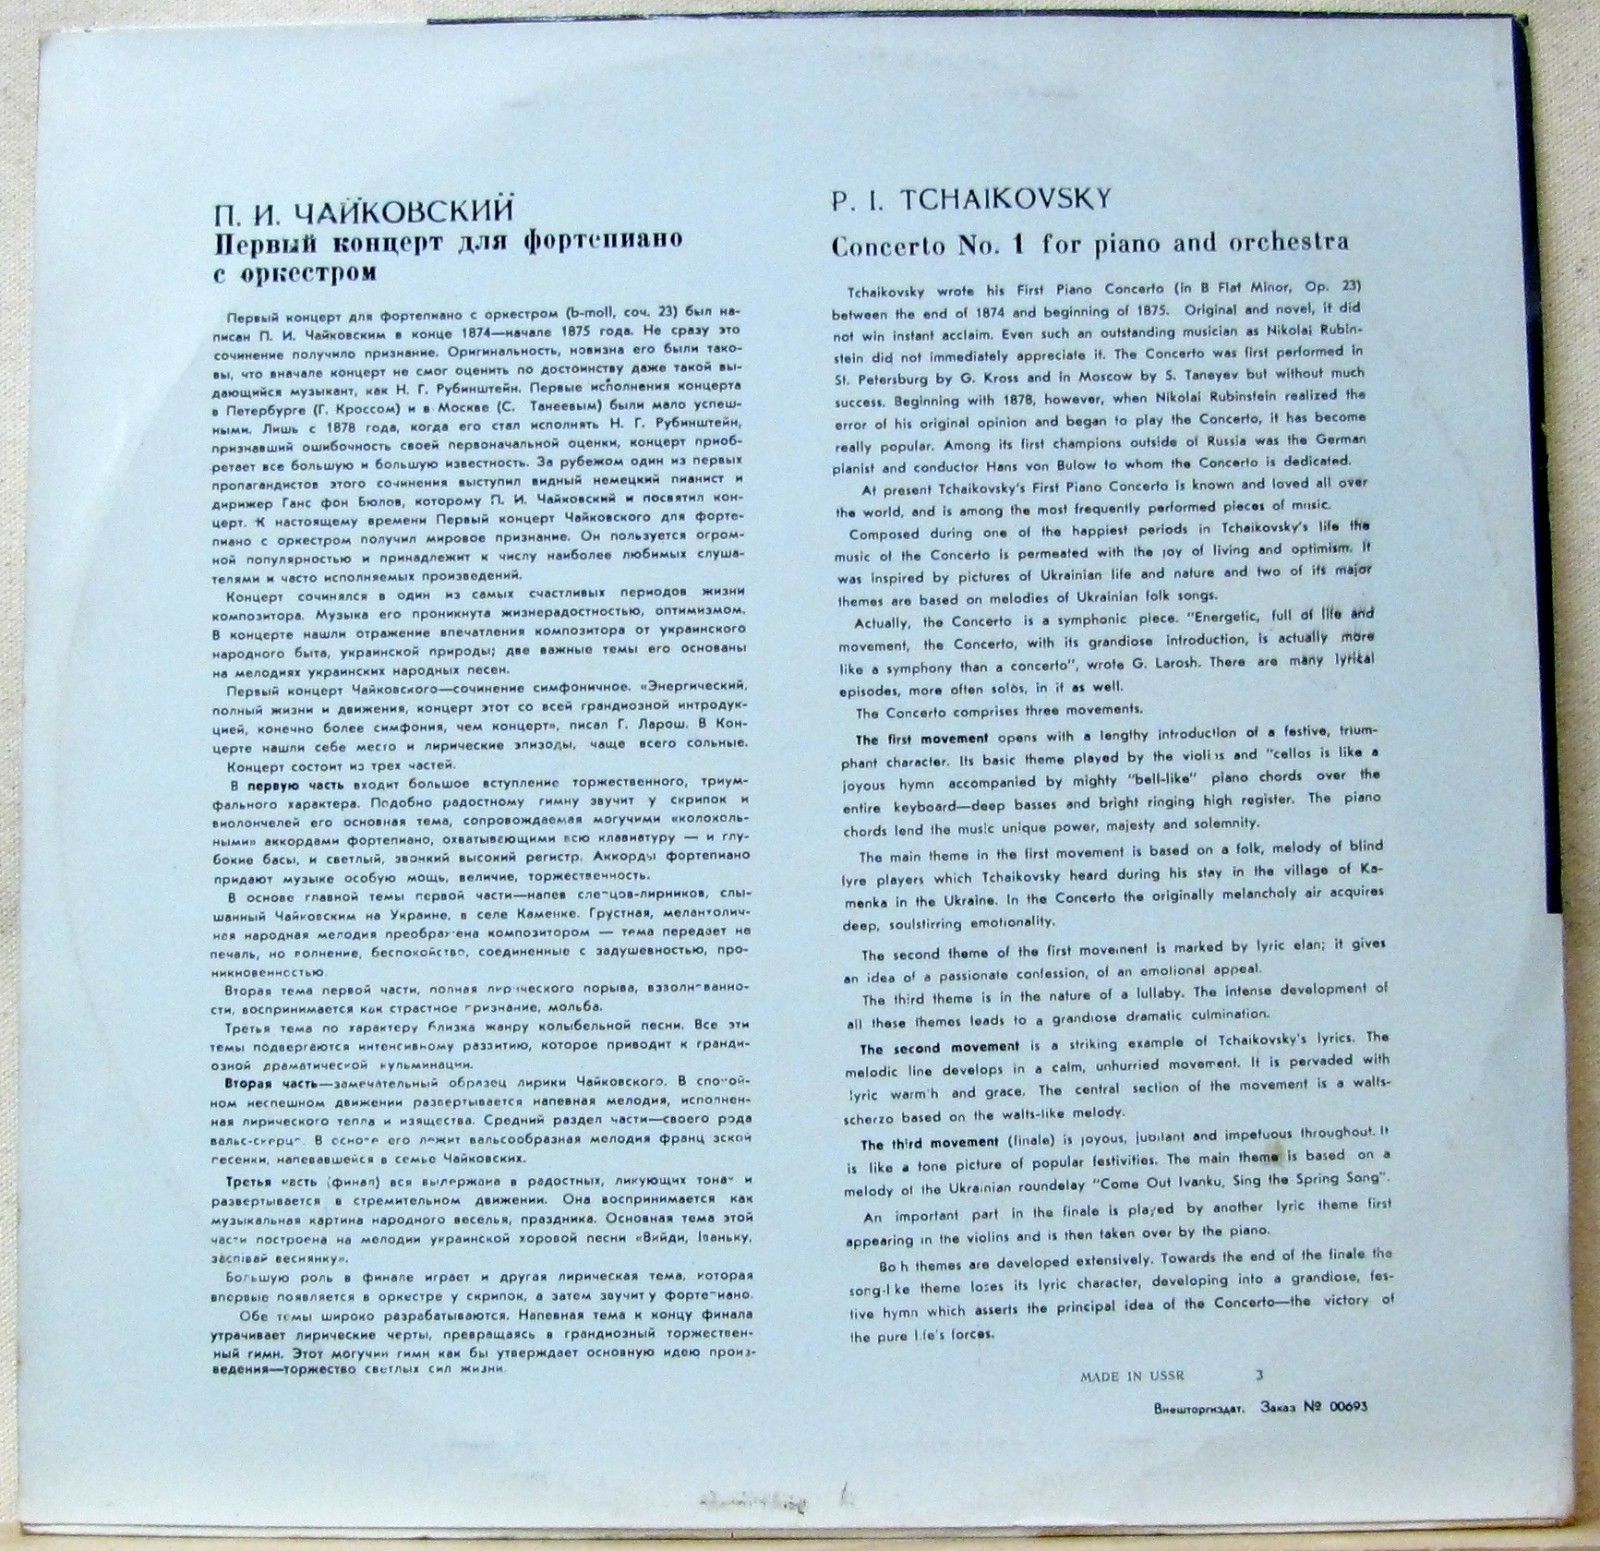 П. И. ЧАЙКОВСКИЙ
Первый концерт для фортепиано
с оркестром
Первый концерт для фортепиано с оркестром (b-moll, соч. 23) был на-
писан П. И. Чайковским в конце 1874—начале 1875 года. Не сразу это
сочинение получило признание. Оригинальность, новизна его были тако-
вы, что вначале концерт не смог оценить по достоинству даже такой вы-
дающийся музыкант, как Н. Г. Рубинштейн. Первые исполнения концерта
в Петербурге (Г. Кроссом) и в Москве (С. Танеевым) были мало успеш-
ными. Лишь с 1878 года, когда его стал исполнять Н. Г. Рубинштейн,
признавший ошибочность своей первоначальной оценки, концерт приоб-
ретает все большую и большую известность. За рубежом один из первых
пропагандистов этого сочинения выступил видный немецкий пианист и
дирижер Ганс фон Бюлов, которому П. И. Чайковский и посвятил кон-
церт. К настоящему времени Первый концерт Чайковского для форте-
пиано с оркестром получил мировое признание. Он пользуется огром-
ной популярностью и принадлежит к числу наиболее любимых слуша-
телями и часто исполняемых произведений.
Концерт сочинялся в один из самых счастливых периодов жизни
композитора. Музыка его проникнута жизнерадостностью, оптимизмом.
В концерте нашли отражение впечатления композитора от украинского
народного быта, украинской природы; две важные темы его основаны
на мелодиях украинских народных песен.
Первый концерт Чайковского—сочинение симфоничное. «Энергический,
полный жизни и движения, концерт этот со всей грандиозной интродук-
цией, конечно более симфония, чем концерт», писал Г. Ларош. В Кон-
церте нашли себе место и лирические эпизоды, чаще всего сольные.
Концерт состоит из трех частей.
В первую часть входит большое вступление торжественного, триум-
фального характера. Подобно радостному гимну звучит у скрипок и
виолончелей его основная тема, сопровождаемая могучими «колоколь-
ными» аккордами фортепиано, охватывающими всю клавиатуру — и глу-
бокие басы, и светлый, звонкий высокий регистр. Аккорды фортепиано
придают музыке особую мощь, величие, торжественность.
В основе главной темы первой части—напев слепцов-лирников, слы-
шанный Чайковским на Украине, в селе Каменке. Грустная, меланхолич-
ная народная мелодия преображена композитором — тема передает не
печаль, но волнение, беспокойство, соединенные с задушевностью, про-
никновенностью.
Вторая тема первой части, полная лирического порыва, взволнованно-
сти, воспринимается как страстное признание, мольба.
Третья тема по характеру близка жанру колыбельной песни. Все эти
темы подвергаются интенсивному развитию, которое приводит к гранди-
озной драматической кульминации.
Вторая часть—замечательный образец лирики Чайковского. В спокой-
ном неспешном движении развертывается напевная мелодия, исполнен-
ная лирического тепла и изящества. Средний раздел части—своего рода
вальс-скерцо. В основе его лежит вальсообразная мелодия французской
песенки, напевавшейся в семье Чайковских.
Третья часть (финал) вся выдержана в радостных, ликующих тонах и
развертывается в стремительном движении. Она воспринимается как
музыкальная картина народного веселья, праздника. Основная тема этой
части построена на мелодии украинской хоровой песни «Вийди, Iваньку,
заспiвай веснянку».
Большую роль в финале играет и другая лирическая тема, которая
впервые появляется в оркестре у скрипок, а затем звучит у фортепиано.
Обе темы широко разрабатываются. Напевная тема к концу финала
утрачивает лирические черты, превращаясь в грандиозный торжествен-
ный гимн. Этот могучий гимн как бы утверждает основную идею произ-
ведения—торжество светлых сил жизни.
P. I. TCHAIKOVSKY
Concerto No. 1 for piano and orchestra
Tchaikovsky wrote his First Piano Concerto (in B Flat Minor, Op. 23)
between the end of 1874 and beginning of 1875. Original and novel, it did
not win instant acclaim. Even such an outstanding musician as Nikolai Rubin-
stein did not immediately appreciate it. The Concerto was first performed in
St. Petersburg by G. Kross and in Moscow by S. Taneyev but without much
success. Beginning with 1878, however, when Nikolai Rubinstein realized the
error of his original opinion and began to play the Concerto, it has become
really popular. Among its first champions outside of Russia was the German
pianist and conductor Hans von Bulow to whom the Concerto is dedicated.
At present Tchaikovsky's First Piano Concerto is known and loved all over
the world, and is among the most frequently performed pieces of music.
Composed during one of the happiest periods in Tchaikovsky's life the
music of the Concerto is permeated with the joy of living and optimism. It
was inspired by pictures of Ukrainian life and nature and two of its major
themes are based on melodies of Ukrainian folk songs.
Actually, the Concerto is a symphonic piece. "Energetic, full of life and
movement, the Concerto, with its grandiose introduction, is actually more
like a symphony than a concerto", wrote G. Larosh. There are many lyrical
episodes, more often solos, in it as well.
The Concerto comprises three movements.
The first movement opens with a lengthy introduction of a festive, trium-
phant character. Its basic theme played by the violins and "cellos is like a
joyous hymn accompanied by mighty "bell-like" piano chords over the
entire keyboard—deep basses and bright ringing high register. The piano
chords lend the music unique power, majesty and solemnity.
The main theme in the first movement is based on a folk, melody of blind
lyre players which Tchaikovsky heard during his stay in the village of Ka-
menka in the Ukraine. In the Concerto the originally melancholy air acquires
deep, soulstirring emotionality.
The second theme of the first movement is marked by lyric elan; it gives
an idea of a passionate confession, of an emotional appeal.
The third theme is in the nature of a lullaby. The intense development of
all these themes leads to a grandiose dramatic culmination.
The second movement is a striking example of Tchaikovsky's lyrics. The
melodic line develops in a calm, unhurried movement. It is pervaded with
lyric warm'h and grace. The central section of the movement is a walts-
scherzo based on the walts-like melody.
The third movement (finale) is joyous, jubilant and impetuous throughout. It
is like a tone picture of popular festivities. The main theme is based on a
melody of the Ukrainian roundelay "Come Out Ivanku, Sing the Spring Song".
An important part in the finale is played by another lyric theme first
appearing in the violins and is then taken over by the piano.
Bo h themes are developed extensively. Towards the end of the finale the
song-like theme loses its lyric character, developing into a grandiose, fes-
tive hymn which asserts the principal idea of the Concerto—the victory of
the pure life's forces.
MADE IN USSR 3
Внешторгиздат. Заказ № 00693